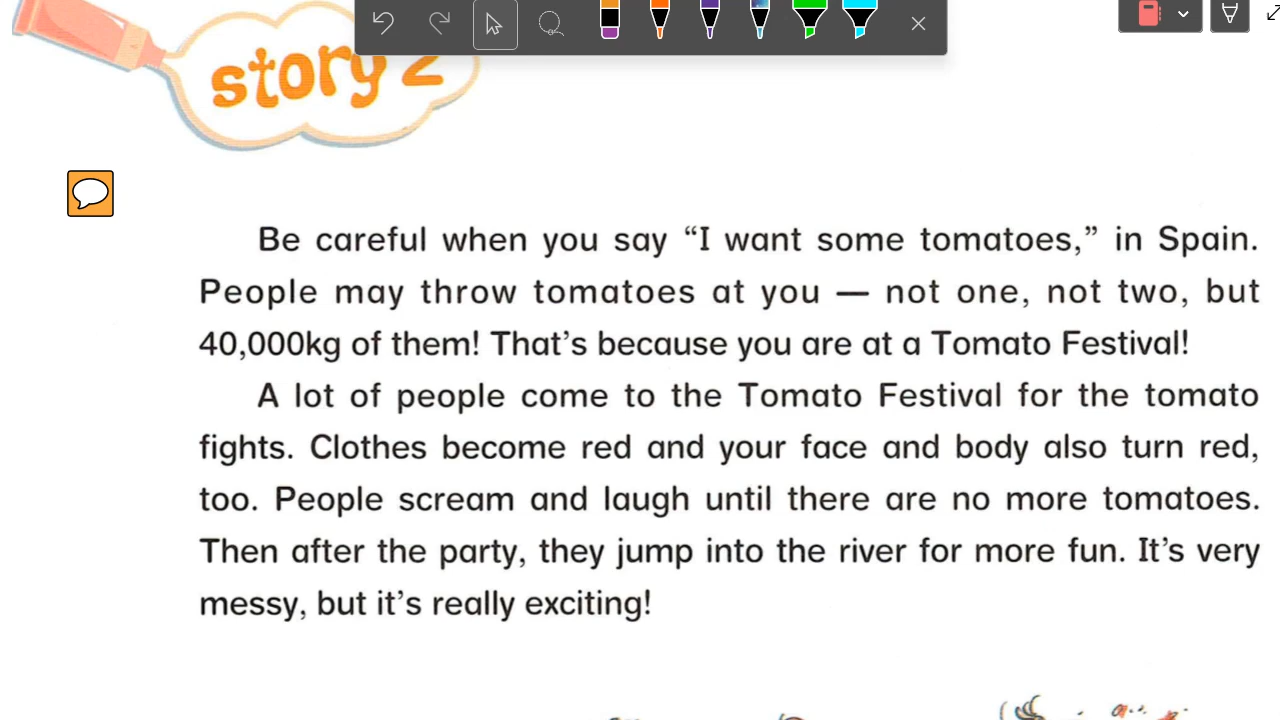 story 2
Be careful when you say “I want some tomatoes,” in Spain.
People may throw tomatoes at you — not one, not two, but
40,000kg of them! That’s because you are at a Tomato Festival!
A lot of people come to the Tomato Festival for the tomato
fights. Clothes become red and your face and body also turn red,
too. People scream and laugh until there are no more tomatoes.
Then after the party, they jump into the river for more fun. It’s very
messy, but it’s really exciting!